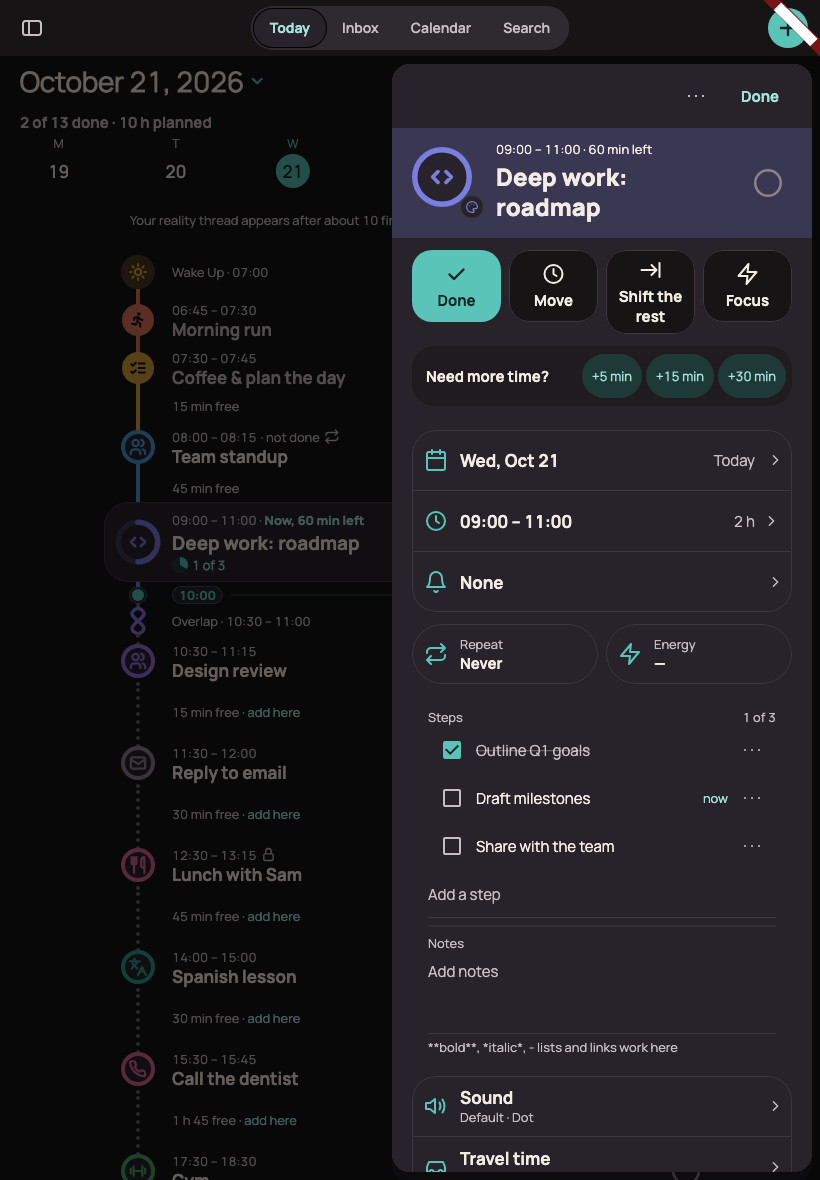 Today
Inbox
Calendar
Search
October 21, 2026
2 of 13 done · 10 h planned
M
T
W
19
20
21
Your reality thread appears after about 10
Wake Up · 07:00
06:45 – 07:30
Morning run
07:30 – 07:45
Coffee & plan the day
15 min free
08:00 – 08:15 · not done
Team standup
45 min free
09:00 – 11:00 · Now, 60 min left
Deep work: roadmap
1 of 3
10:00
Overlap · 10:30 – 11:00
10:30 – 11:15
Design review
15 min free · add here
11:30 – 12:00
Reply to email
30 min free · add here
12:30 – 13:15
Lunch with Sam
45 min free · add here
14:00 – 15:00
Spanish lesson
30 min free · add here
15:30 – 15:45
Call the dentist
1 h 45 free · add here
17:30 – 18:30
Gym
··· Done
09:00 – 11:00 · 60 min left
Deep work:
roadmap
Done
Move
Shift the
rest
Focus
Need more time?
+5 min
+15 min
+30 min
Wed, Oct 21
Today
09:00 – 11:00
2 h
None
Repeat
Never
Energy
–
Steps
1 of 3
Outline Q1 goals
Draft milestones
now
Share with the team
Add a step
Notes
Add notes
**bold**, *italic*, - lists and links work here
Sound
Default · Dot
Travel time